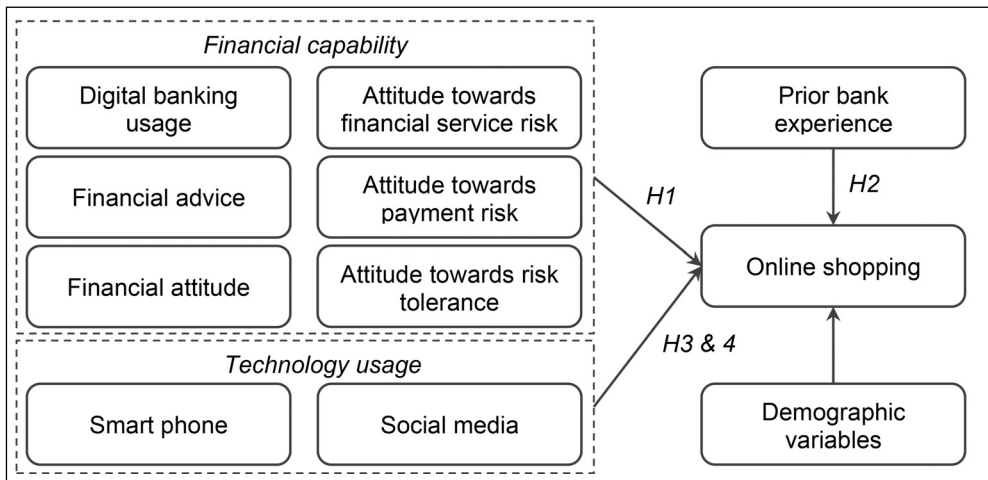 Financial capability
Digital banking
usage
Attitude towards
financial service risk
Financial advice
Attitude towards
payment risk
Financial attitude
Attitude towards risk
tolerance
Technology usage
Smart phone
Social media
H1
H3 & 4
Prior bank
experience
H2
Online shopping
Demographic
variables